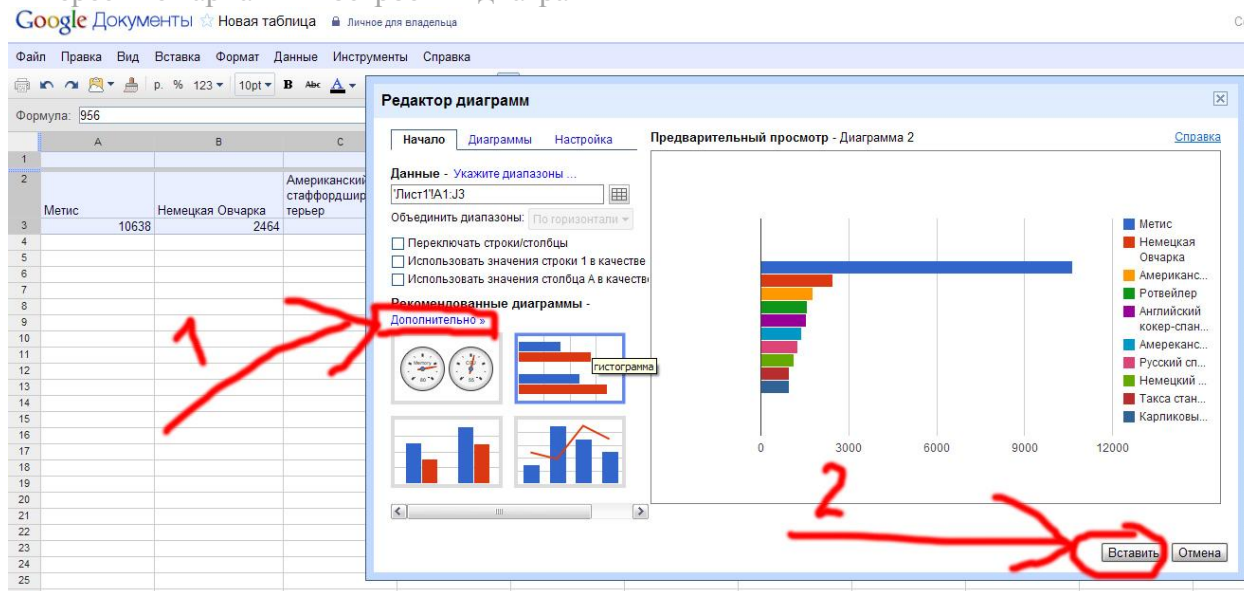 Google Документы Новая таблица Личное для владельца
Файл Правка Вид Вставка Формат Данные Инструменты Справка
р. % 123 10pt B Abc A
Формула: 956
Редактор диаграмм
Начало Диаграммы Настройка
Предварительный просмотр - Диаграмма 2
Справка
Данные - Укажите диапазоны ...
'Лист1'!A1:J3
Объединить диапазоны: По горизонтали
Переключать строки/столбцы
Использовать значения строки 1 в качестве
Использовать значения столбца A в качеств
Рекомендованные диаграммы -
Дополнительно »
гистограмма
A B C
1
2
Метис
Немецкая Овчарка
Американский
стаффордшир
терьер
3 10638 2464
4
5
6
7
8
9
10
11
12
13
14
15
16
17
18
19
20
21
22
23
24
25
Метис
Немецкая
Овчарка
Американс...
Ротвейлер
Английский
кокер-спан...
Амереканс...
Русский сп...
Немецкий ...
Такса стан...
Карликовы...
0 3000 6000 9000 12000
1
2
Вставить Отмена